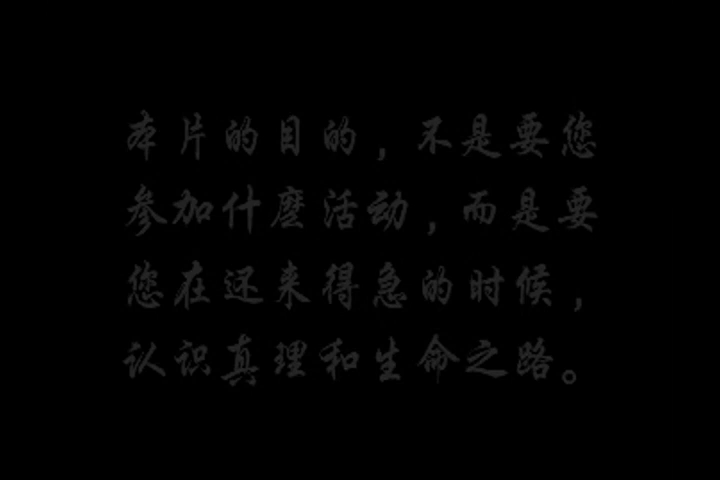 本片的目的，不是要您
参加什麽活动，而是要
您在还来得急的时候，
认识真理和生命之路。